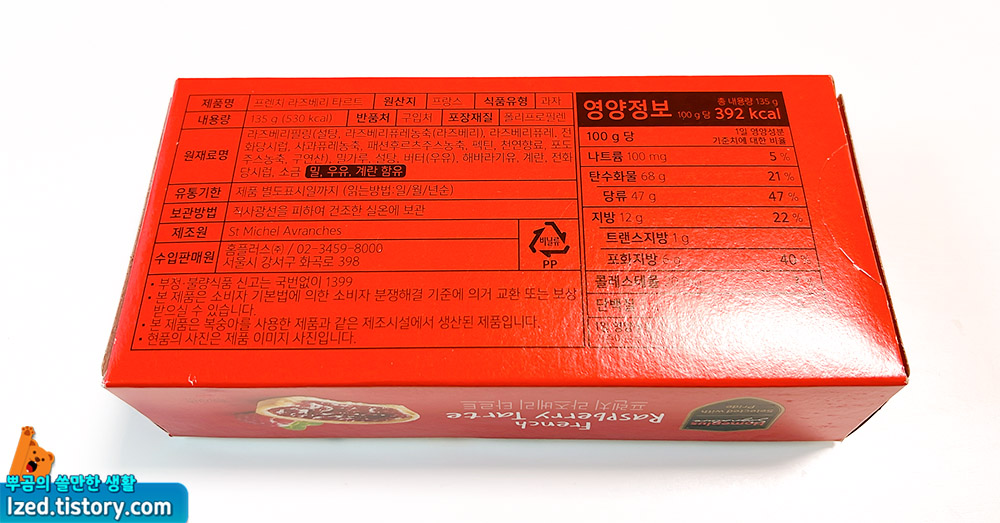 제품명 프렌치 라즈베리 타르트 원산지 프랑스 식품유형 과자
내용량 135 g (530 kcal) 반품처 구입처 포장재질 폴리프로필렌
원재료명 라즈베리필링(설탕, 라즈베리퓨레농축(라즈베리), 라즈베리퓨레, 전
화당시럽, 사과퓨레농축, 패션후르츠주스농축, 펙틴, 천연향료, 포도
주스농축, 구연산), 밀가루, 설탕, 버터(우유), 해바라기유, 계란, 전화
당시럽, 소금 밀, 우유, 계란 함유
유통기한 제품 별도표시일까지 (읽는방법:일/월/년순)
보관방법 직사광선을 피하여 건조한 실온에 보관
제조원 St Michel Avranches
수입판매원 홈플러스㈜ / 02-3459-8000
서울시 강서구 화곡로 398
비닐류
PP
• 부정·불량식품 신고는 국번없이 1399
• 본 제품은 소비자 기본법에 의한 소비자 분쟁해결 기준에 의거 교환 또는 보상
받으실 수 있습니다.
• 본 제품은 복숭아를 사용한 제품과 같은 제조시설에서 생산된 제품입니다.
• 현품의 사진은 제품 이미지 사진입니다.
영양정보 총 내용량 135 g
100 g 당 392 kcal
100 g 당 1일 영양성분
기준치에 대한 비율
나트륨 100 mg 5 %
탄수화물 68 g 21 %
당류 47 g 47 %
지방 12 g 22 %
트랜스지방 1 g
포화지방 6 g 40 %
콜레스테롤
단백질
French
Raspberry Tarte
프렌치 라즈베리 타르트
Homeplus
Signature
Selected with
Pride
뿌곰의 쓸만한 생활
lzed.tistory.com